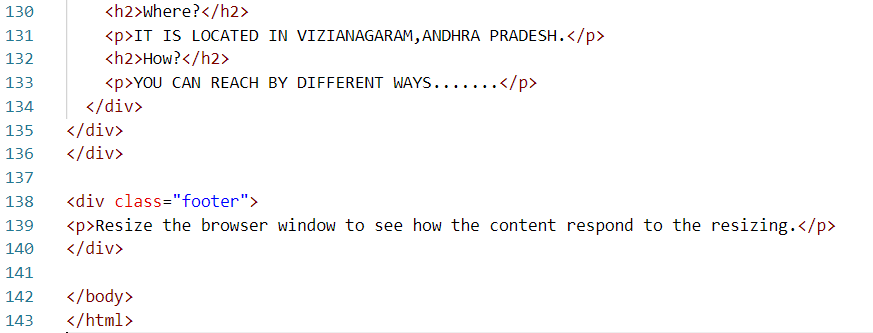 130 <h2>Where?</h2>
131 <p>IT IS LOCATED IN VIZIANAGARAM,ANDHRA PRADESH.</p>
132 <h2>How?</h2>
133 <p>YOU CAN REACH BY DIFFERENT WAYS.......</p>
134 </div>
135 </div>
136 </div>
137
138 <div class="footer">
139 <p>Resize the browser window to see how the content respond to the resizing.</p>
140 </div>
141
142 </body>
143 </html>